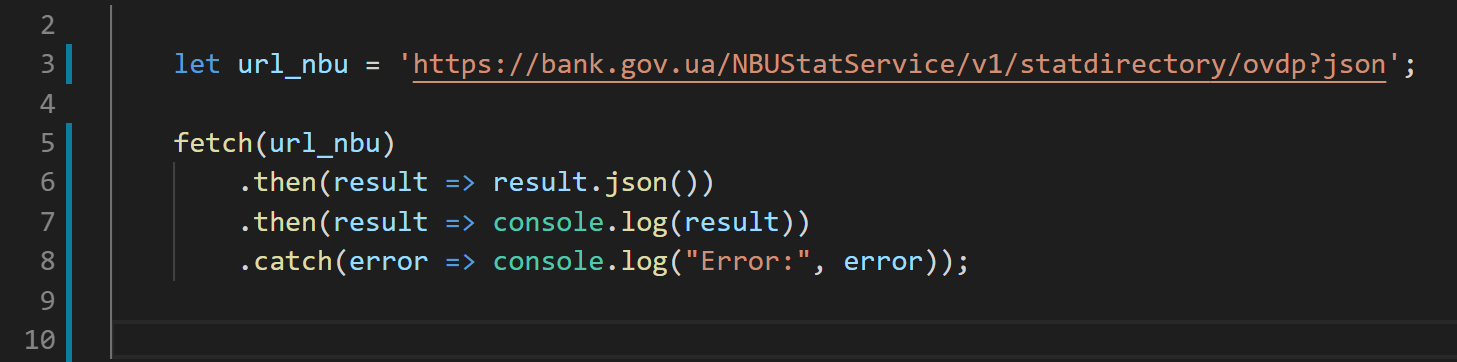 2
3 let url_nbu = 'https://bank.gov.ua/NBUStatService/v1/statdirectory/ovdp?json';
4
5 fetch(url_nbu)
6 .then(result => result.json())
7 .then(result => console.log(result))
8 .catch(error => console.log("Error:", error));
9
10